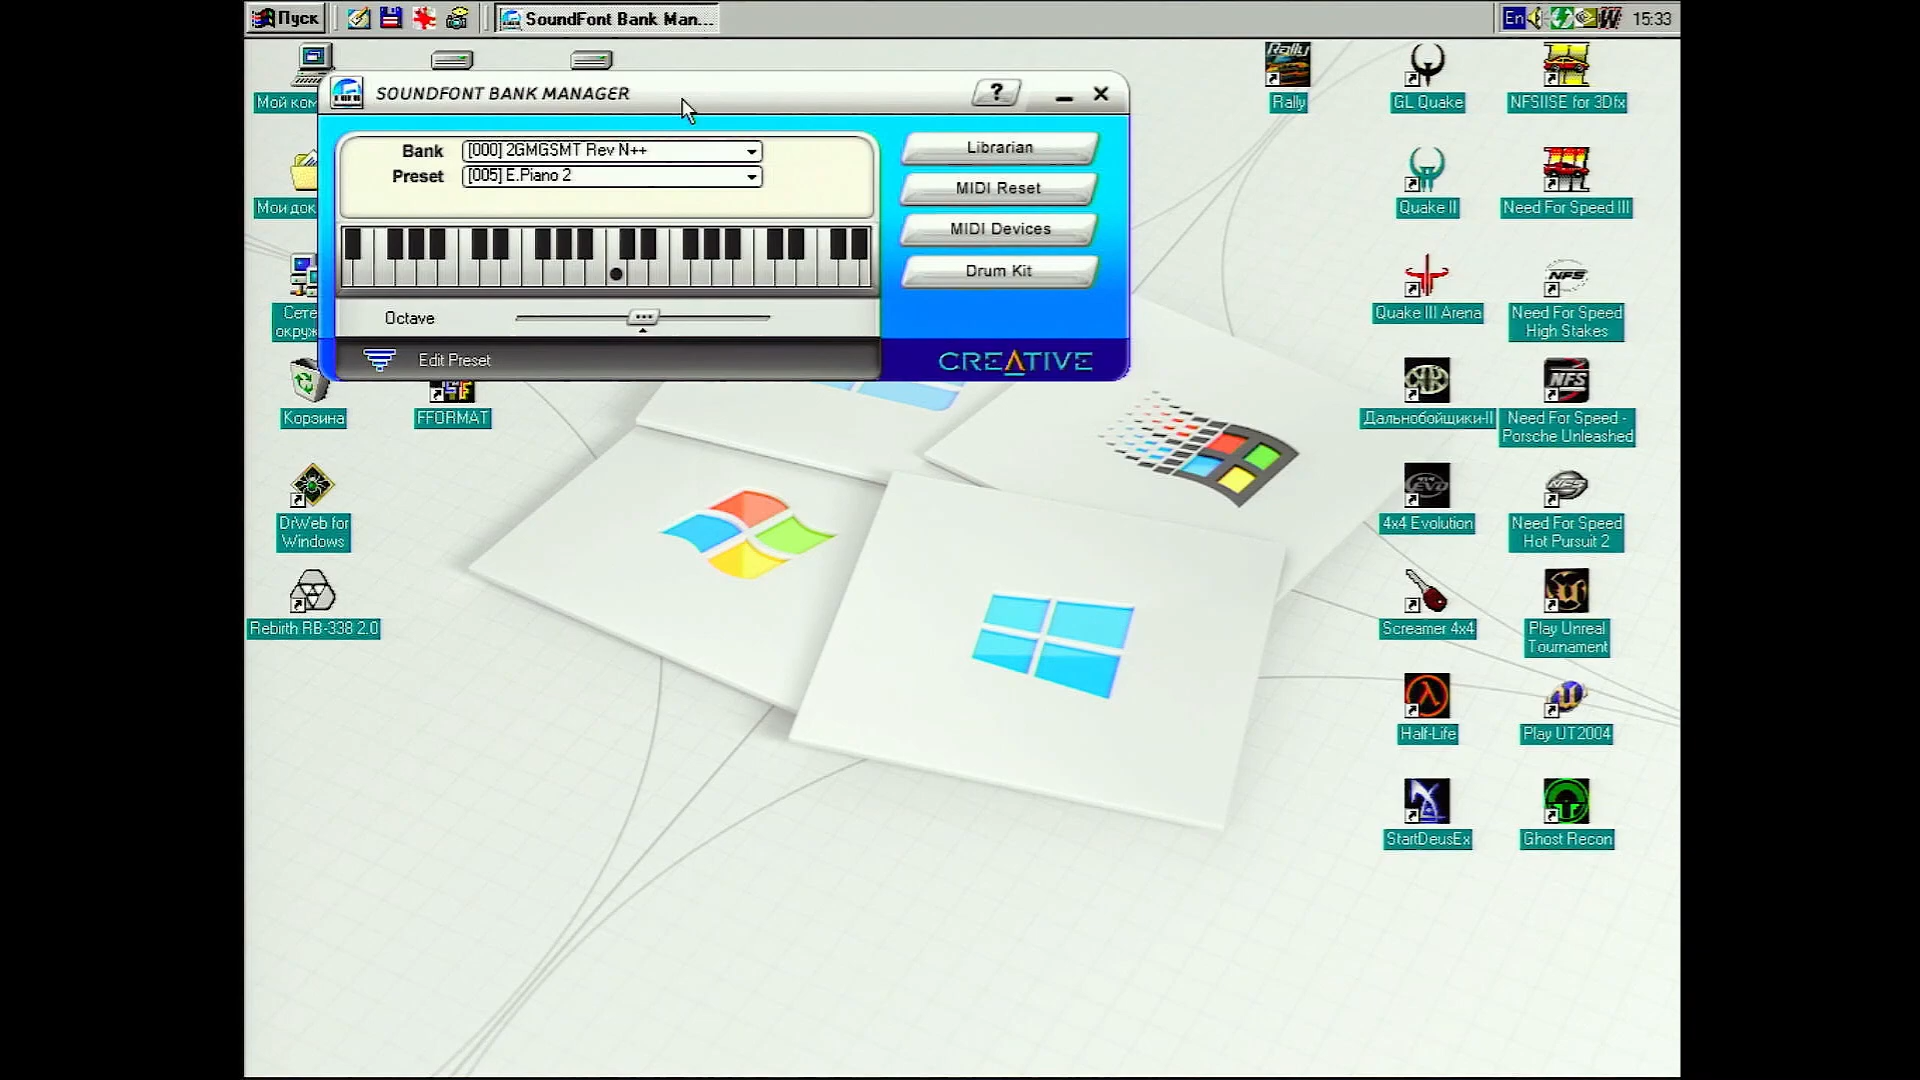 Пуск
SoundFont Bank Man...
En
15:33
SOUNDFONT BANK MANAGER
?
Bank
[000] 2GMGSMT Rev N++
Preset
[005] E.Piano 2
Octave
Edit Preset
Librarian
MIDI Reset
MIDI Devices
Drum Kit
CREATIVE
Мой ком
Мои док
Сете
окруж
Корзина
FFORMAT
DrWeb for
Windows
Rebirth RB-338 2.0
Rally
Rally
GL Quake
NFSIISE for 3Dfx
Quake II
Need For Speed III
Quake III Arena
NFS
Need For Speed
High Stakes
Дальнобойщики-II
NFS
Need For Speed -
Porsche Unleashed
EVO
4x4 Evolution
Need For Speed
Hot Pursuit 2
Screamer 4x4
Play Unreal
Tournament
Half-Life
Play UT2004
StartDeusEx
Ghost Recon